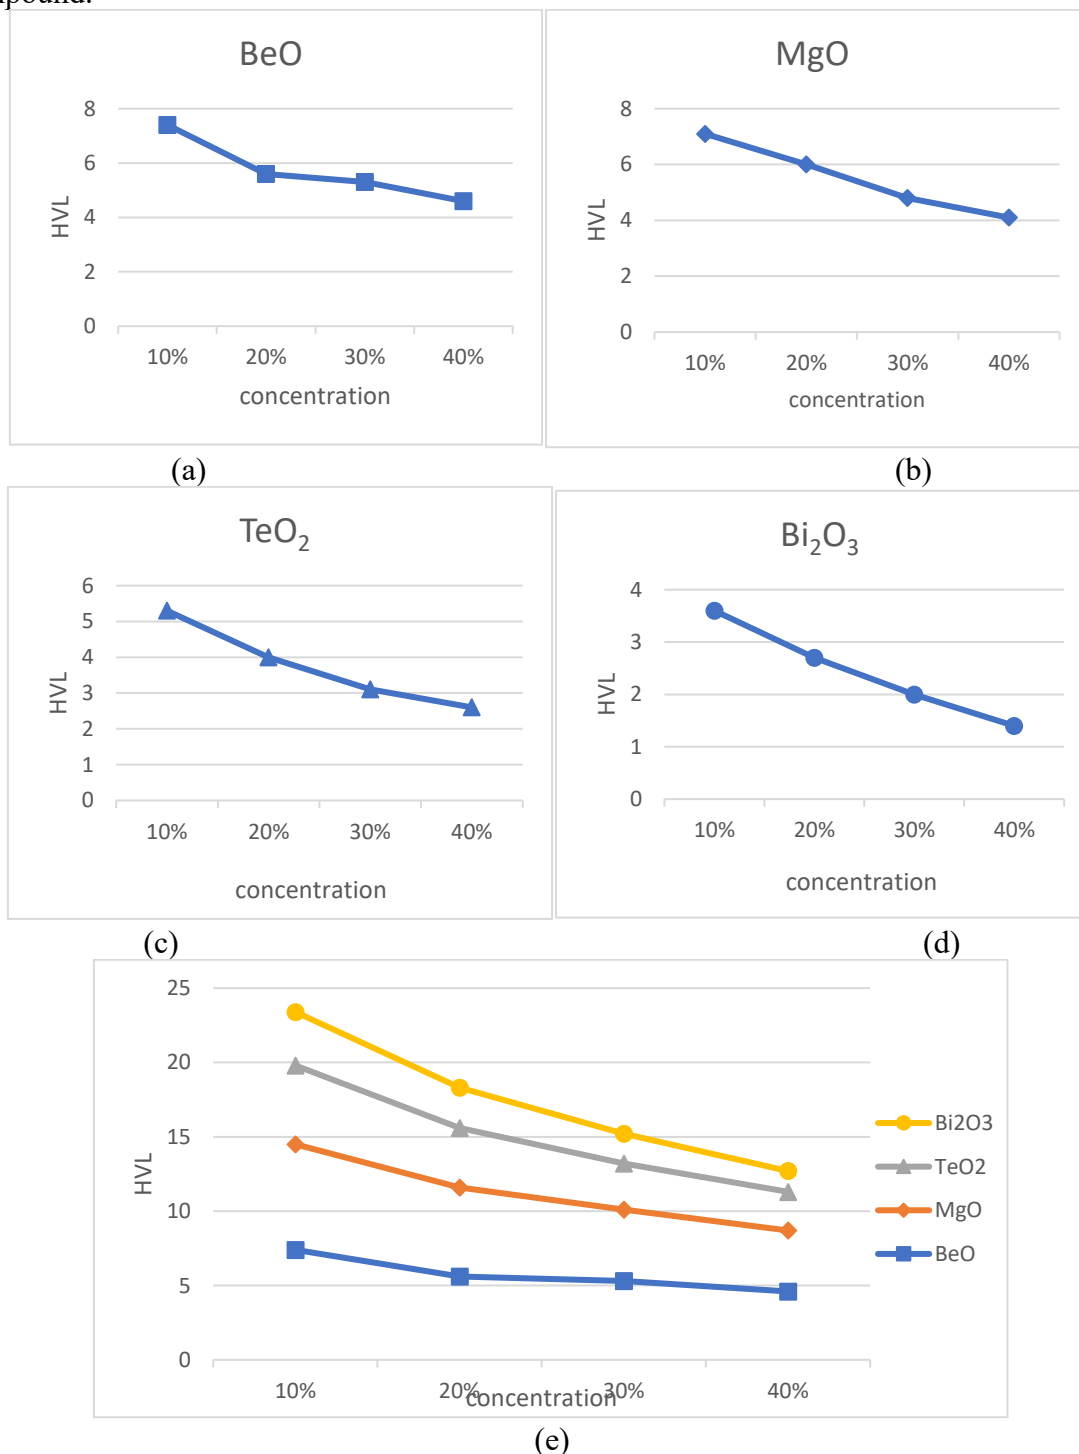 BeO
8
6
4
2
0
HVL
10% 20% 30% 40%
concentration
(a)
MgO
8
6
4
2
0
HVL
10% 20% 30% 40%
concentration
(b)
TeO₂
6
5
4
3
2
1
0
HVL
10% 20% 30% 40%
concentration
(c)
Bi₂O₃
4
3
2
1
0
HVL
10% 20% 30% 40%
concentration
(d)
25
20
15
10
5
0
HVL
10% 20% 30% 40%
concentration
Bi2O3
TeO2
MgO
BeO
(e)